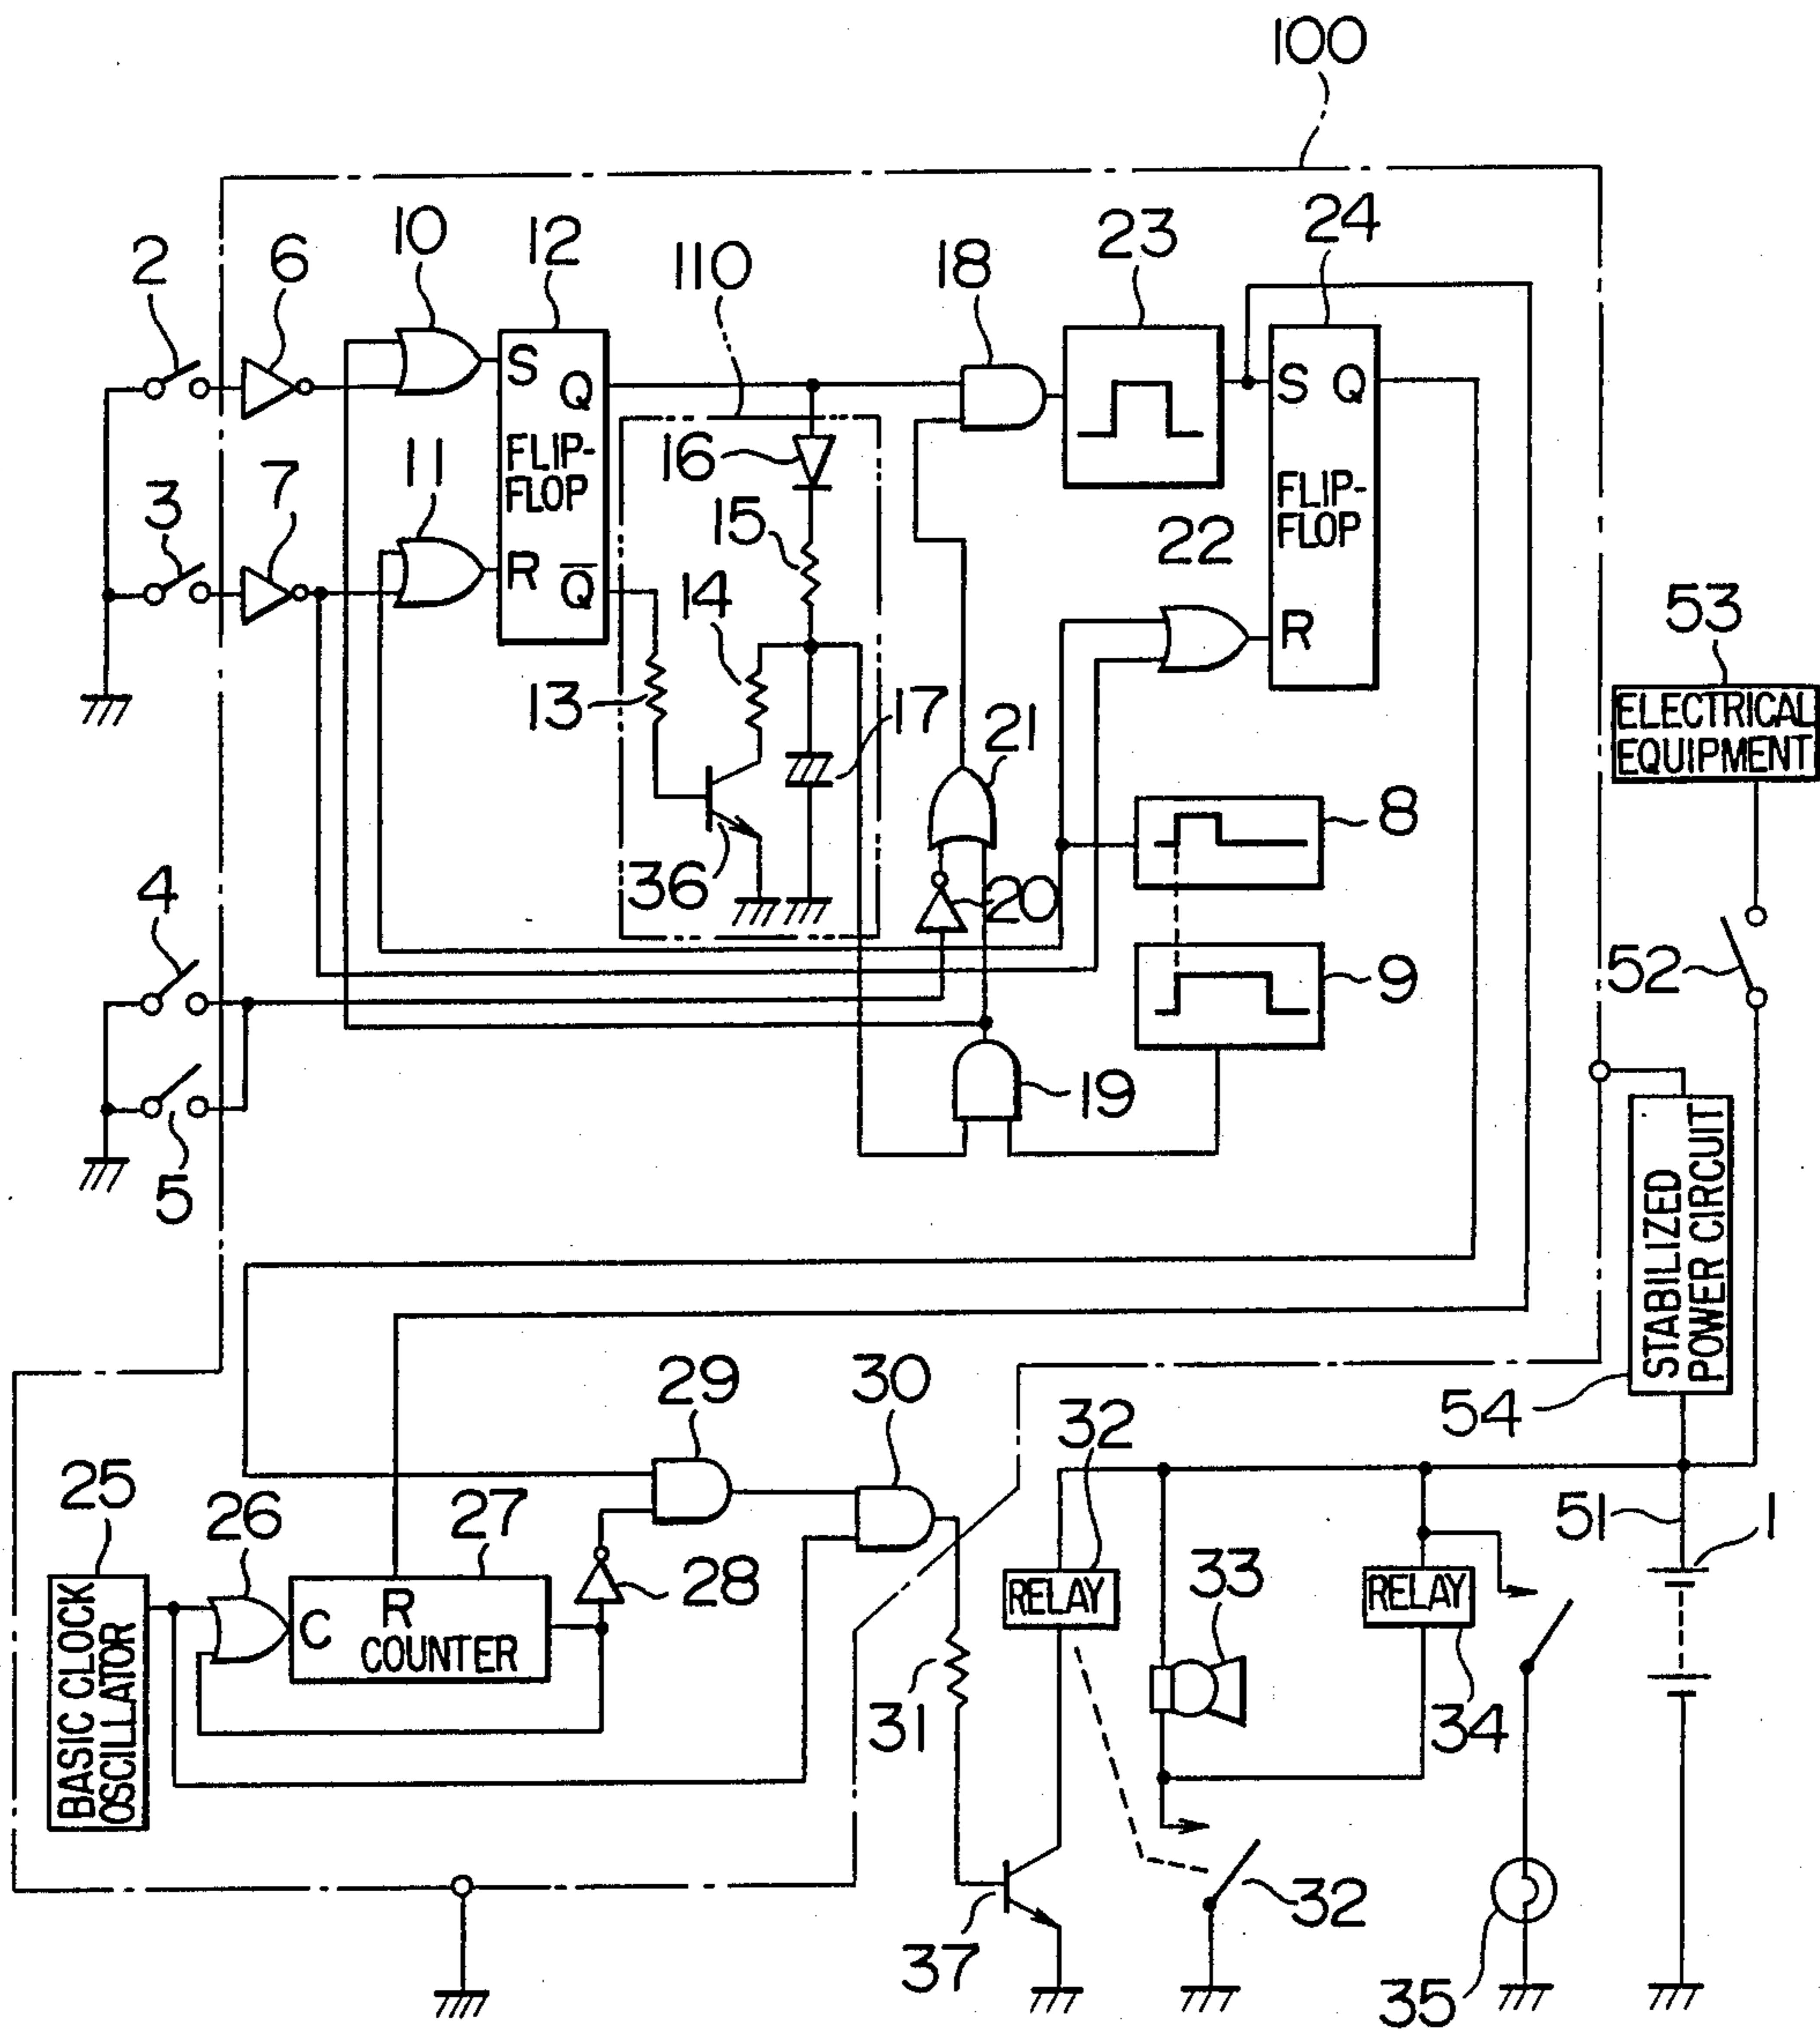 100
2
6
10
12
110
18
23
24
S
Q
S
Q
3
7
11
FLIP-
FLOP
16
FLIP-
FLOP
R
Q̅
15
22
R
14
13
17
21
53
ELECTRICAL
EQUIPMENT
36
20
8
4
9
52
19
5
STABILIZED
POWER CIRCUIT
54
29
30
32
25
26
27
28
51
1
BASIC CLOCK
OSCILLATOR
C
R
COUNTER
RELAY
33
RELAY
31
34
37
32
35